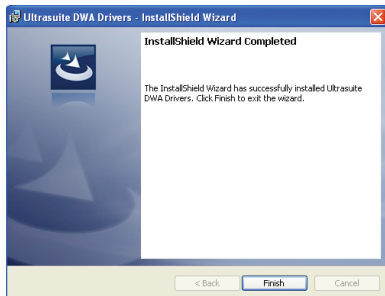 Ultrasuite DWA Drivers - InstallShield Wizard
InstallShield Wizard Completed
The InstallShield Wizard has successfully installed Ultrasuite
DWA Drivers. Click Finish to exit the wizard.
< Back
Finish
Cancel